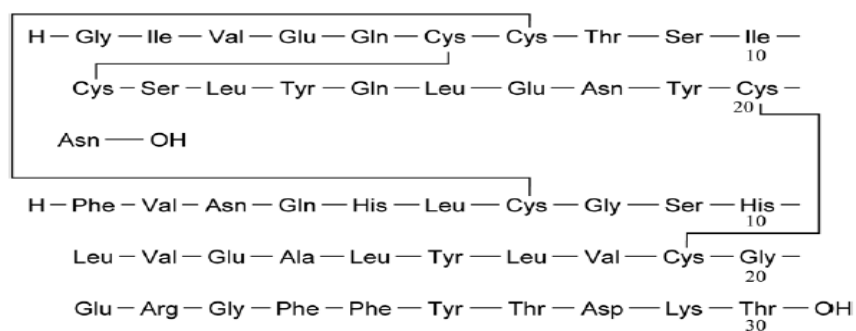 H — Gly — Ile — Val — Glu — Gln — Cys — Cys — Thr — Ser — Ile —
10
Cys — Ser — Leu — Tyr — Gln — Leu — Glu — Asn — Tyr — Cys —
20
Asn — OH
H — Phe — Val — Asn — Gln — His — Leu — Cys — Gly — Ser — His —
10
Leu — Val — Glu — Ala — Leu — Tyr — Leu — Val — Cys — Gly —
20
Glu — Arg — Gly — Phe — Phe — Tyr — Thr — Asp — Lys — Thr — OH
30